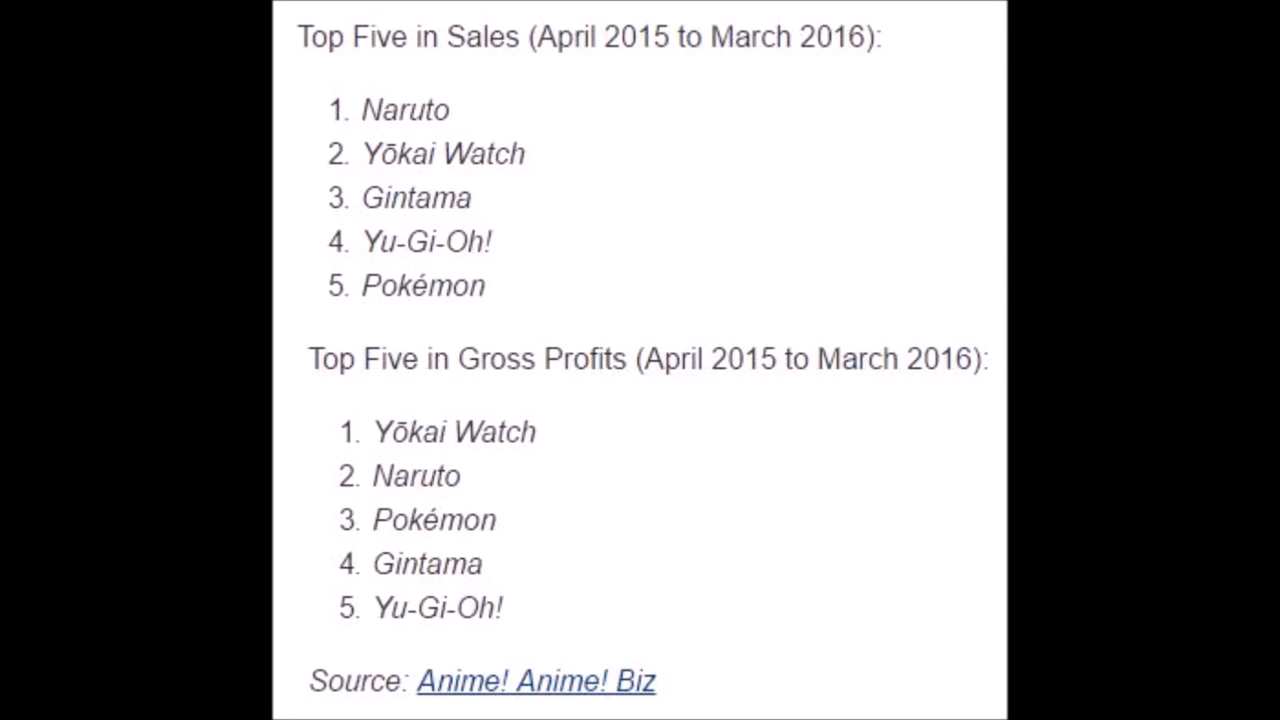 Top Five in Sales (April 2015 to March 2016):
1. Naruto
2. Yōkai Watch
3. Gintama
4. Yu-Gi-Oh!
5. Pokémon
Top Five in Gross Profits (April 2015 to March 2016):
1. Yōkai Watch
2. Naruto
3. Pokémon
4. Gintama
5. Yu-Gi-Oh!
Source: Anime! Anime! Biz